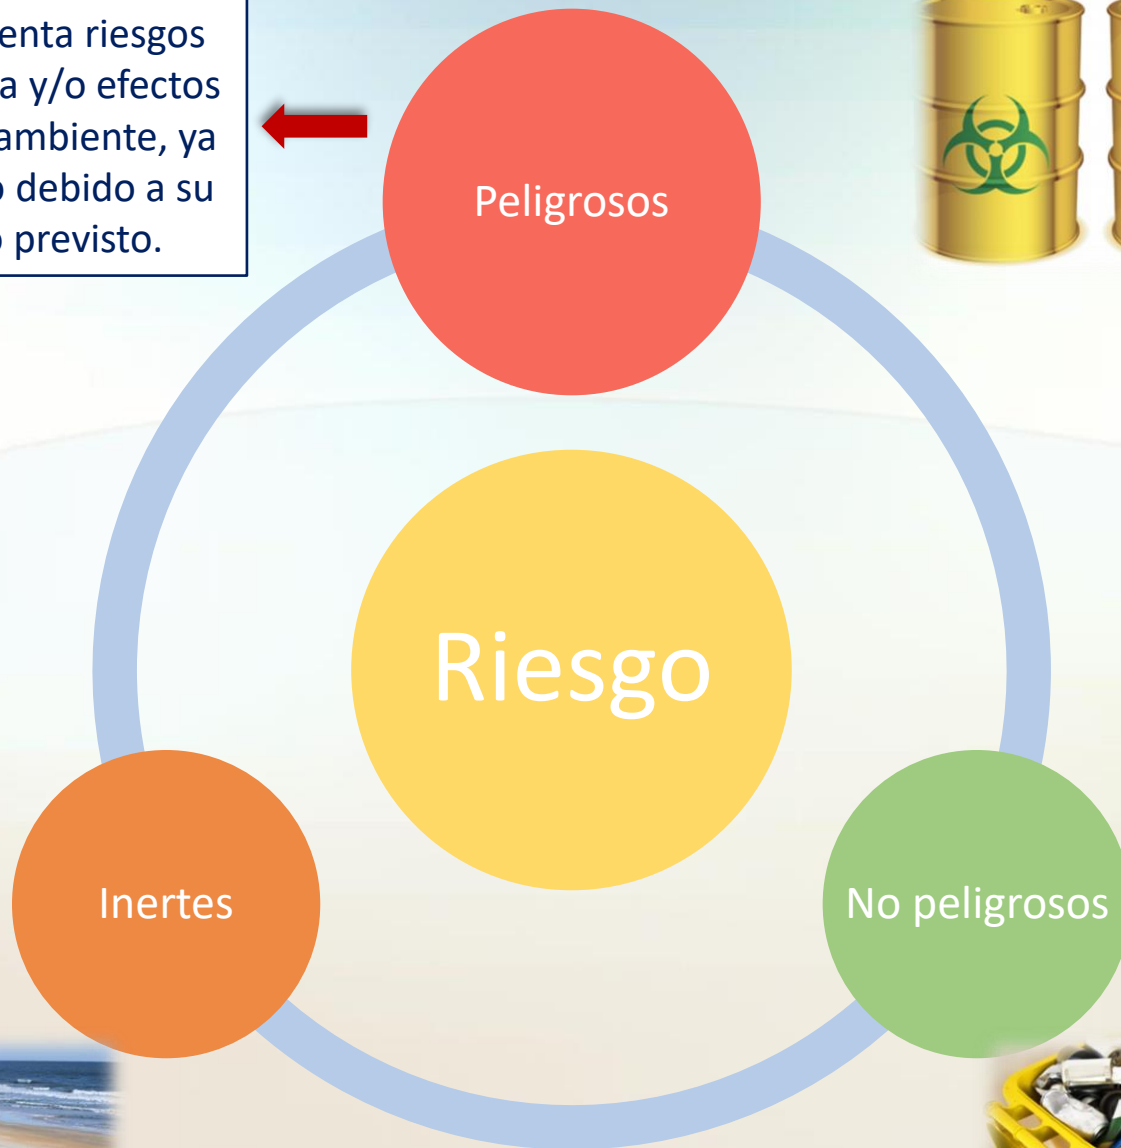 enta riesgos
a y/o efectos
ambiente, ya
debido a su
previsto.
Peligrosos
Riesgo
Inertes
No peligrosos